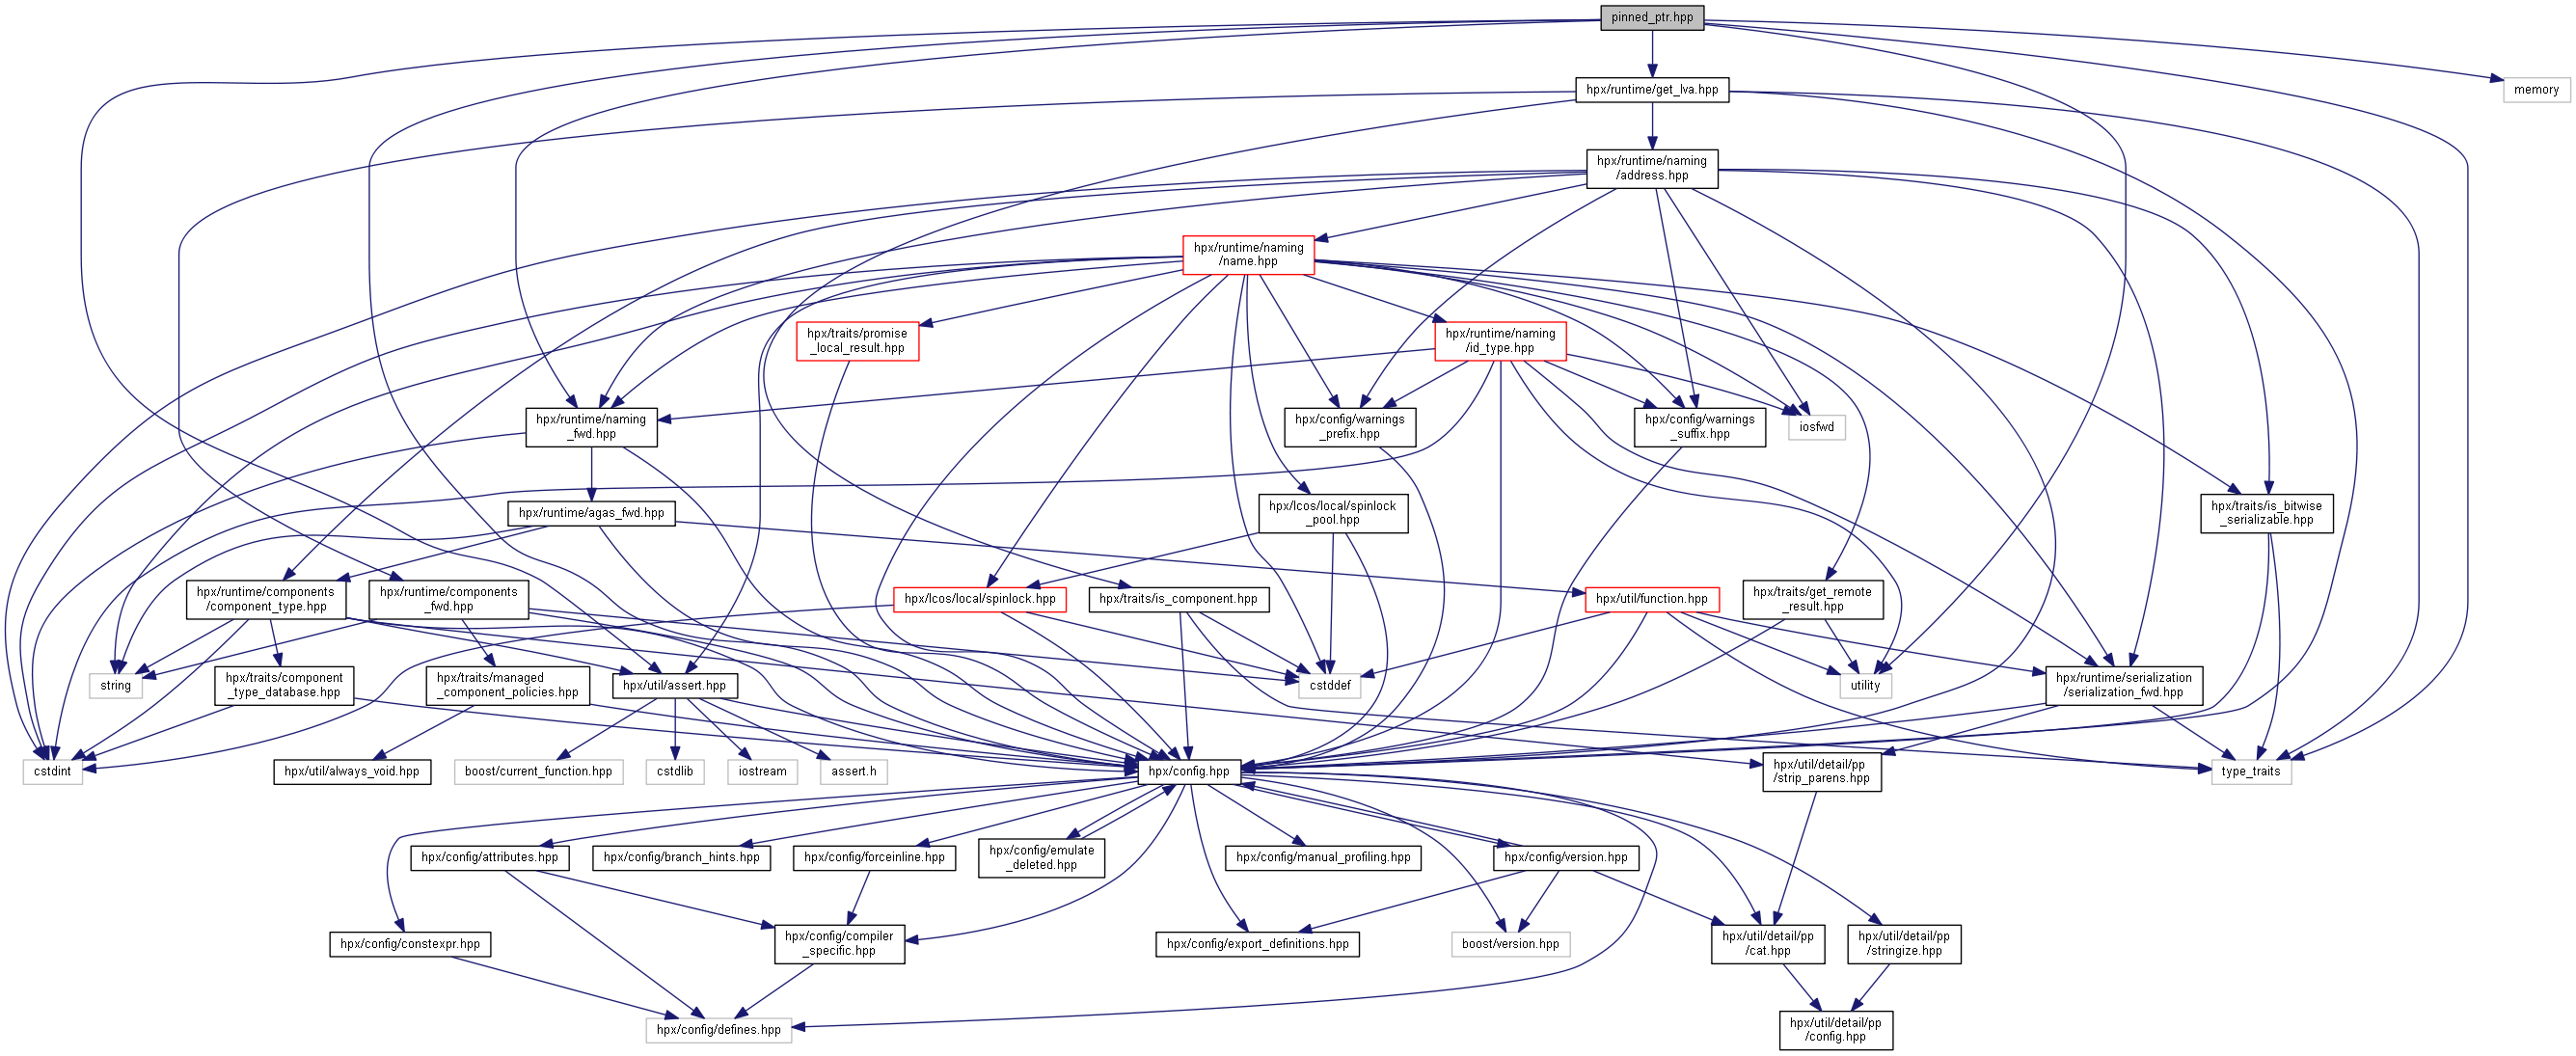 pinned_ptr.hpp
hpx/runtime/get_lva.hpp
memory
hpx/runtime/naming
/address.hpp
hpx/runtime/naming
/name.hpp
hpx/traits/promise
_local_result.hpp
hpx/runtime/naming
/id_type.hpp
hpx/runtime/naming
_fwd.hpp
hpx/config/warnings
_prefix.hpp
hpx/config/warnings
_suffix.hpp
iosfwd
hpx/runtime/agas_fwd.hpp
hpx/lcos/local/spinlock
_pool.hpp
hpx/traits/is_bitwise
_serializable.hpp
hpx/runtime/components
/component_type.hpp
hpx/runtime/components
_fwd.hpp
hpx/lcos/local/spinlock.hpp
hpx/traits/is_component.hpp
hpx/util/function.hpp
hpx/traits/get_remote
_result.hpp
string
hpx/traits/component
_type_database.hpp
hpx/traits/managed
_component_policies.hpp
hpx/util/assert.hpp
cstddef
utility
hpx/runtime/serialization
/serialization_fwd.hpp
cstdint
hpx/util/always_void.hpp
boost/current_function.hpp
cstdlib
iostream
assert.h
hpx/config.hpp
hpx/util/detail/pp
/strip_parens.hpp
type_traits
hpx/config/attributes.hpp
hpx/config/branch_hints.hpp
hpx/config/forceinline.hpp
hpx/config/emulate
_deleted.hpp
hpx/config/manual_profiling.hpp
hpx/config/version.hpp
hpx/config/constexpr.hpp
hpx/config/compiler
_specific.hpp
hpx/config/export_definitions.hpp
boost/version.hpp
hpx/util/detail/pp
/cat.hpp
hpx/util/detail/pp
/stringize.hpp
hpx/config/defines.hpp
hpx/util/detail/pp
/config.hpp